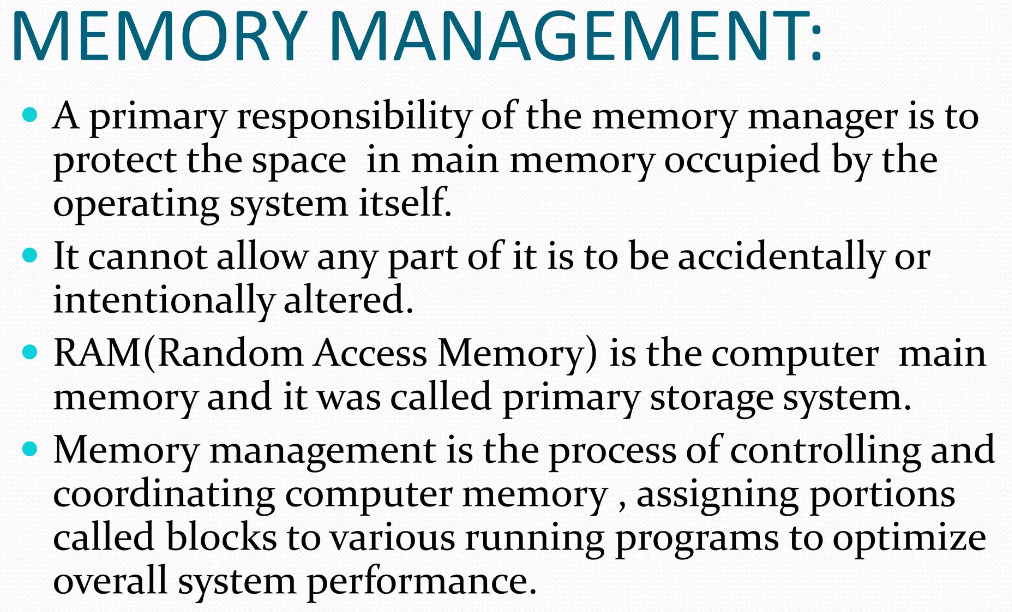 MEMORY MANAGEMENT:
A primary responsibility of the memory manager is to
protect the space in main memory occupied by the
operating system itself.
It cannot allow any part of it is to be accidentally or
intentionally altered.
RAM(Random Access Memory) is the computer main
memory and it was called primary storage system.
Memory management is the process of controlling and
coordinating computer memory , assigning portions
called blocks to various running programs to optimize
overall system performance.